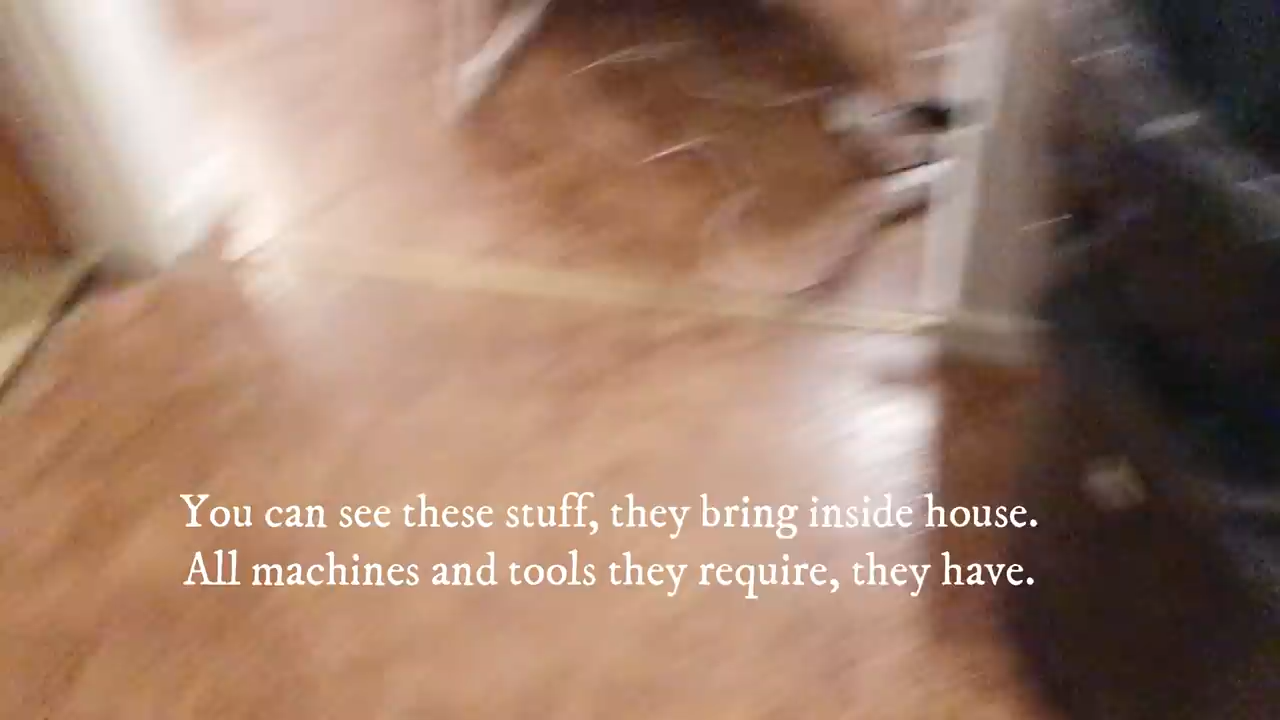 You can see these stuff, they bring inside house.
All machines and tools they require, they have.